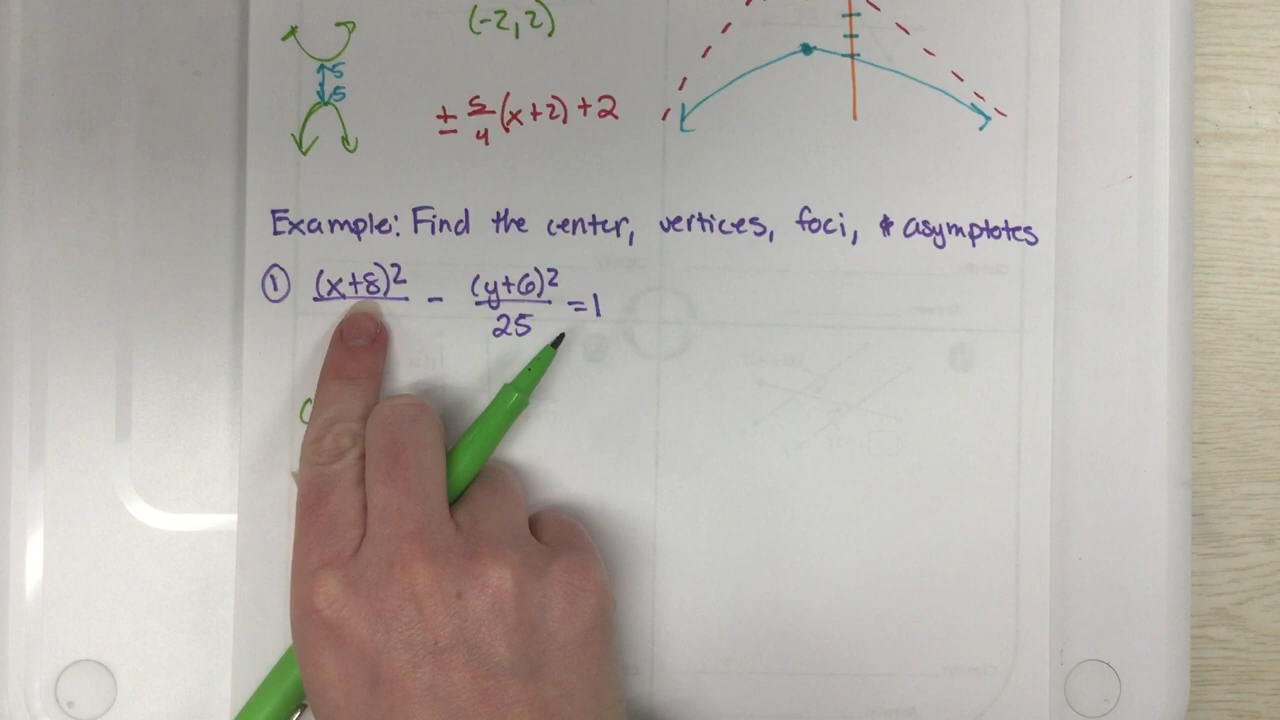 (-2,2)
5
5
± 5/4 (x+2) + 2
Example: Find the center, vertices, foci, & asymptotes
① (x+8)² - (y+6)²/25 = 1